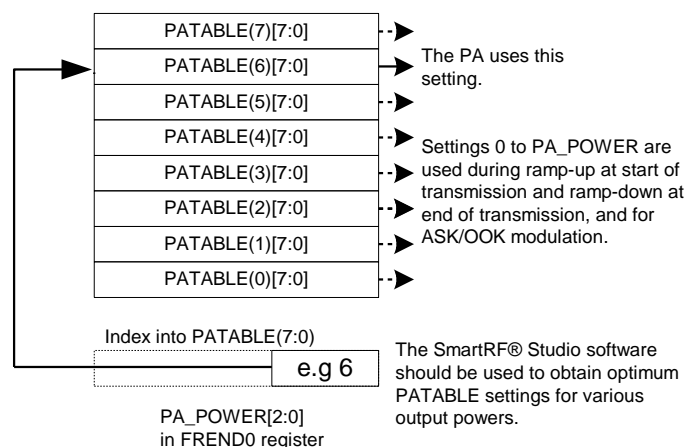 PATABLE(7)[7:0]
PATABLE(6)[7:0]
PATABLE(5)[7:0]
PATABLE(4)[7:0]
PATABLE(3)[7:0]
PATABLE(2)[7:0]
PATABLE(1)[7:0]
PATABLE(0)[7:0]
The PA uses this
setting.
Settings 0 to PA_POWER are
used during ramp-up at start of
transmission and ramp-down at
end of transmission, and for
ASK/OOK modulation.
Index into PATABLE(7:0)
e.g 6
PA_POWER[2:0]
in FREND0 register
The SmartRF® Studio software
should be used to obtain optimum
PATABLE settings for various
output powers.